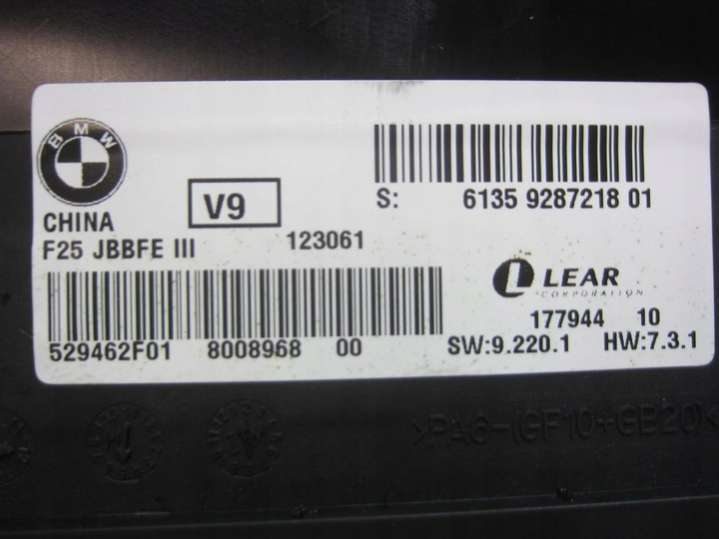 BMW
V9
S: 6135 9287218 01
CHINA
F25 JBBFE III 123061
LEAR
CORPORATION
177944 10
529462F01 8008968 00
SW:9.220.1 HW:7.3.1
>PA6-(GF10+GB20)<